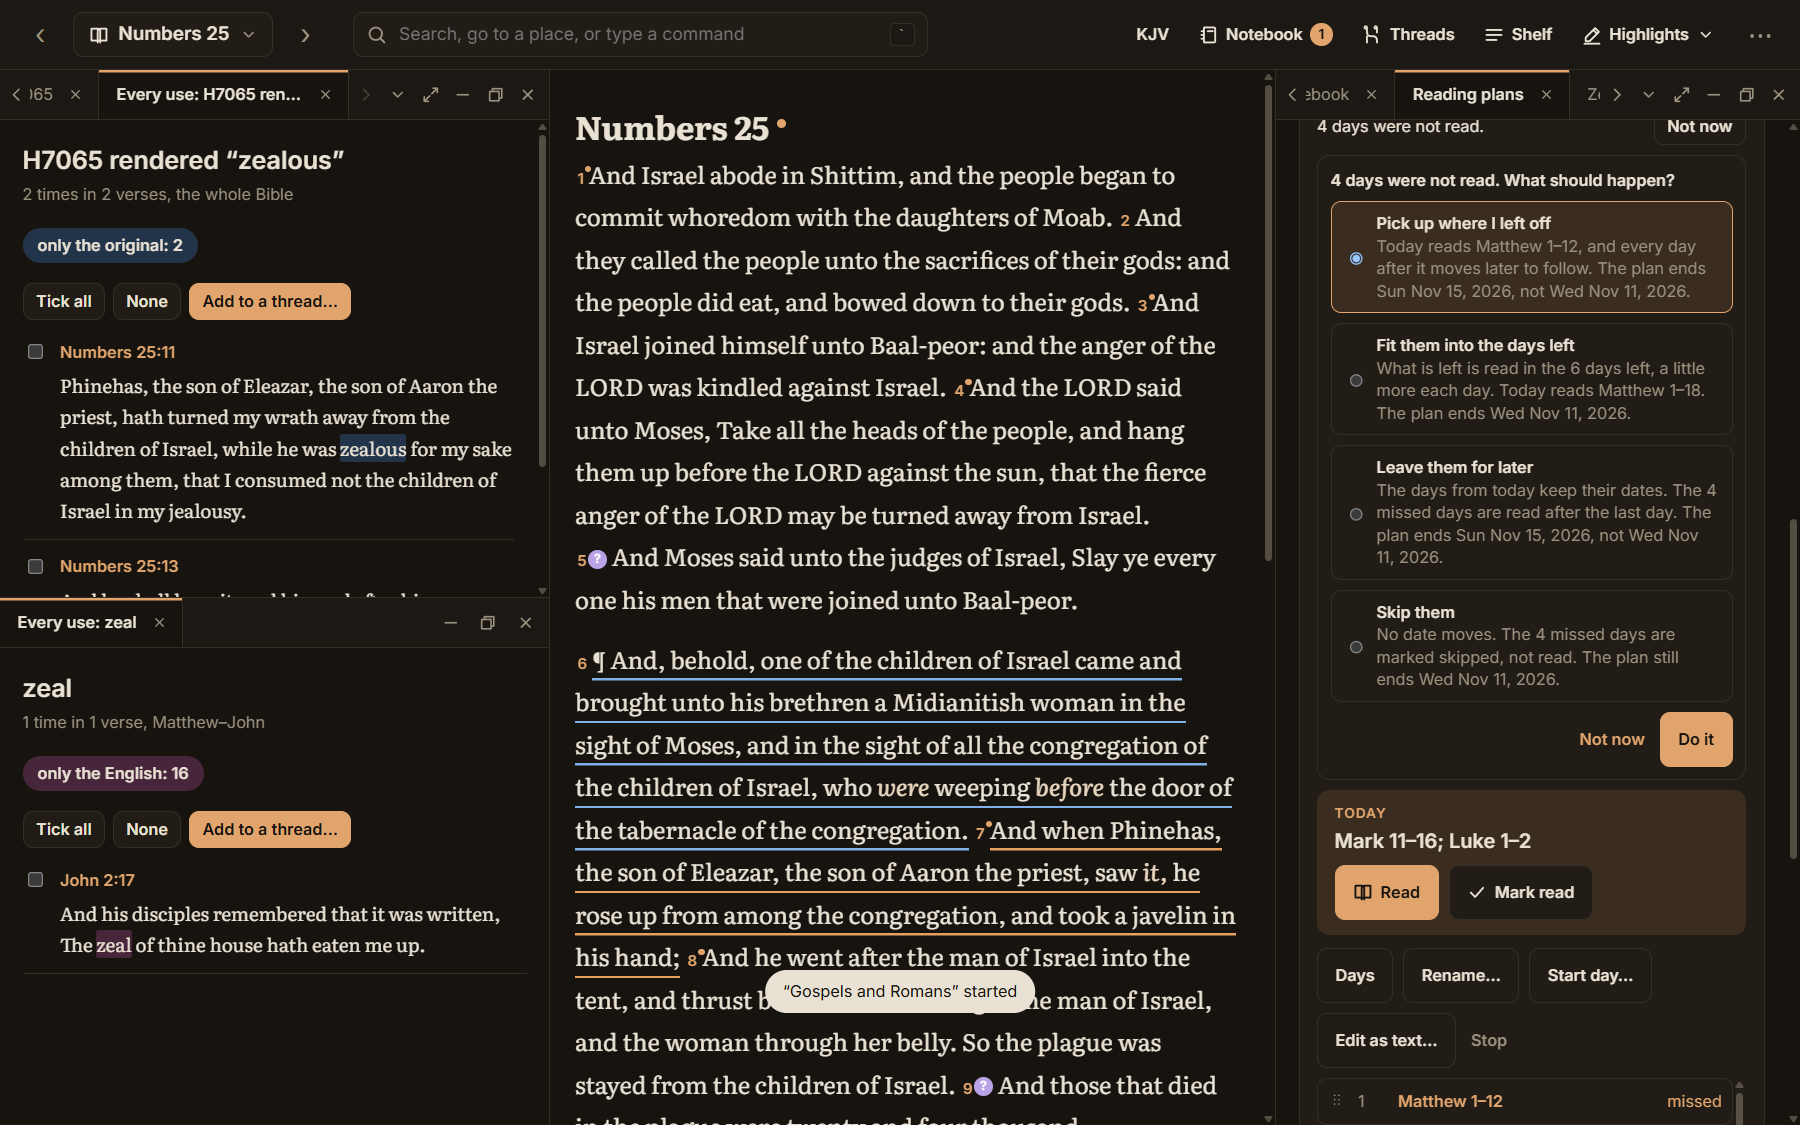 Numbers 25
Search, go to a place, or type a command
`
KJV
Notebook 1
Threads
Shelf
Highlights
065
Every use: H7065 ren...
H7065 rendered “zealous”
2 times in 2 verses, the whole Bible
only the original: 2
Tick all
None
Add to a thread...
Numbers 25:11
Phinehas, the son of Eleazar, the son of Aaron the
priest, hath turned my wrath away from the
children of Israel, while he was zealous for my sake
among them, that I consumed not the children of
Israel in my jealousy.
Numbers 25:13
Every use: zeal
zeal
1 time in 1 verse, Matthew–John
only the English: 16
Tick all
None
Add to a thread...
John 2:17
And his disciples remembered that it was written,
The zeal of thine house hath eaten me up.
Numbers 25
1 And Israel abode in Shittim, and the people began to
commit whoredom with the daughters of Moab. 2 And
they called the people unto the sacrifices of their gods: and
the people did eat, and bowed down to their gods. 3 And
Israel joined himself unto Baal-peor: and the anger of the
LORD was kindled against Israel. 4 And the LORD said
unto Moses, Take all the heads of the people, and hang
them up before the LORD against the sun, that the fierce
anger of the LORD may be turned away from Israel.
5 ? And Moses said unto the judges of Israel, Slay ye every
one his men that were joined unto Baal-peor.
6 ¶ And, behold, one of the children of Israel came and
brought unto his brethren a Midianitish woman in the
sight of Moses, and in the sight of all the congregation of
the children of Israel, who were weeping before the door of
the tabernacle of the congregation. 7 And when Phinehas,
the son of Eleazar, the son of Aaron the priest, saw it, he
rose up from among the congregation, and took a javelin in
his hand; 8 And he went after the man of Israel into the
tent, and thrust man of Israel,
“Gospels and Romans” started
and the woman through her belly. So the plague was
stayed from the children of Israel. 9 ? And those that died
in the plague were twenty and four thousand.
ebook
Reading plans
4 days were not read.
Not now
4 days were not read. What should happen?
Pick up where I left off
Today reads Matthew 1–12, and every day
after it moves later to follow. The plan ends
Sun Nov 15, 2026, not Wed Nov 11, 2026.
Fit them into the days left
What is left is read in the 6 days left, a little
more each day. Today reads Matthew 1–18.
The plan ends Wed Nov 11, 2026.
Leave them for later
The days from today keep their dates. The 4
missed days are read after the last day. The
plan ends Sun Nov 15, 2026, not Wed Nov
11, 2026.
Skip them
No date moves. The 4 missed days are
marked skipped, not read. The plan still
ends Wed Nov 11, 2026.
Not now
Do it
TODAY
Mark 11–16; Luke 1–2
Read
Mark read
Days
Rename...
Start day...
Edit as text...
Stop
1 Matthew 1–12 missed